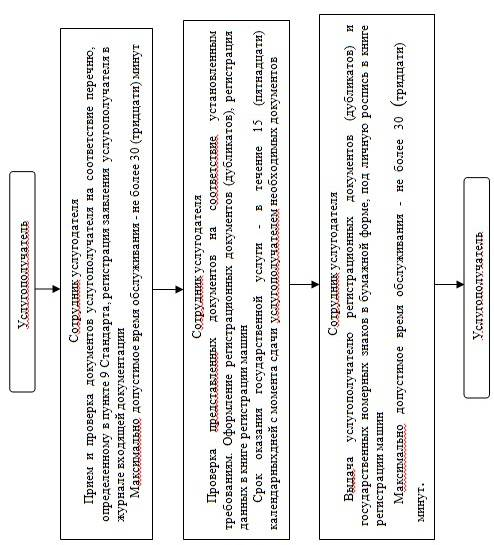 Услугополучатель
Сотрудник услугодателя
Прием и проверка документов услугополучателя на соответствие перечню,
определенному в пункте 9 Стандарта, регистрация заявления услугополучателя в
журнале входящей документации
Максимально допустимое время обслуживания - не более 30 (тридцати) минут
Сотрудник услугодателя
Проверка представленных документов на соответствие установленным
требованиям. Оформление регистрационных документов (дубликатов), регистрация
данных в книге регистрации машин
Срок оказания государственной услуги - в течение 15 (пятнадцати)
календарныхдней с момента сдачи услугополучателем необходимых документов
Сотрудник услугодателя
Выдача услугополучателю регистрационных документов (дубликатов) и
государственных номерных знаков в бумажной форме, под личную роспись в книге
регистрации машин
Максимально допустимое время обслуживания - не более 30 (тридцати)
минут.
Услугополучатель